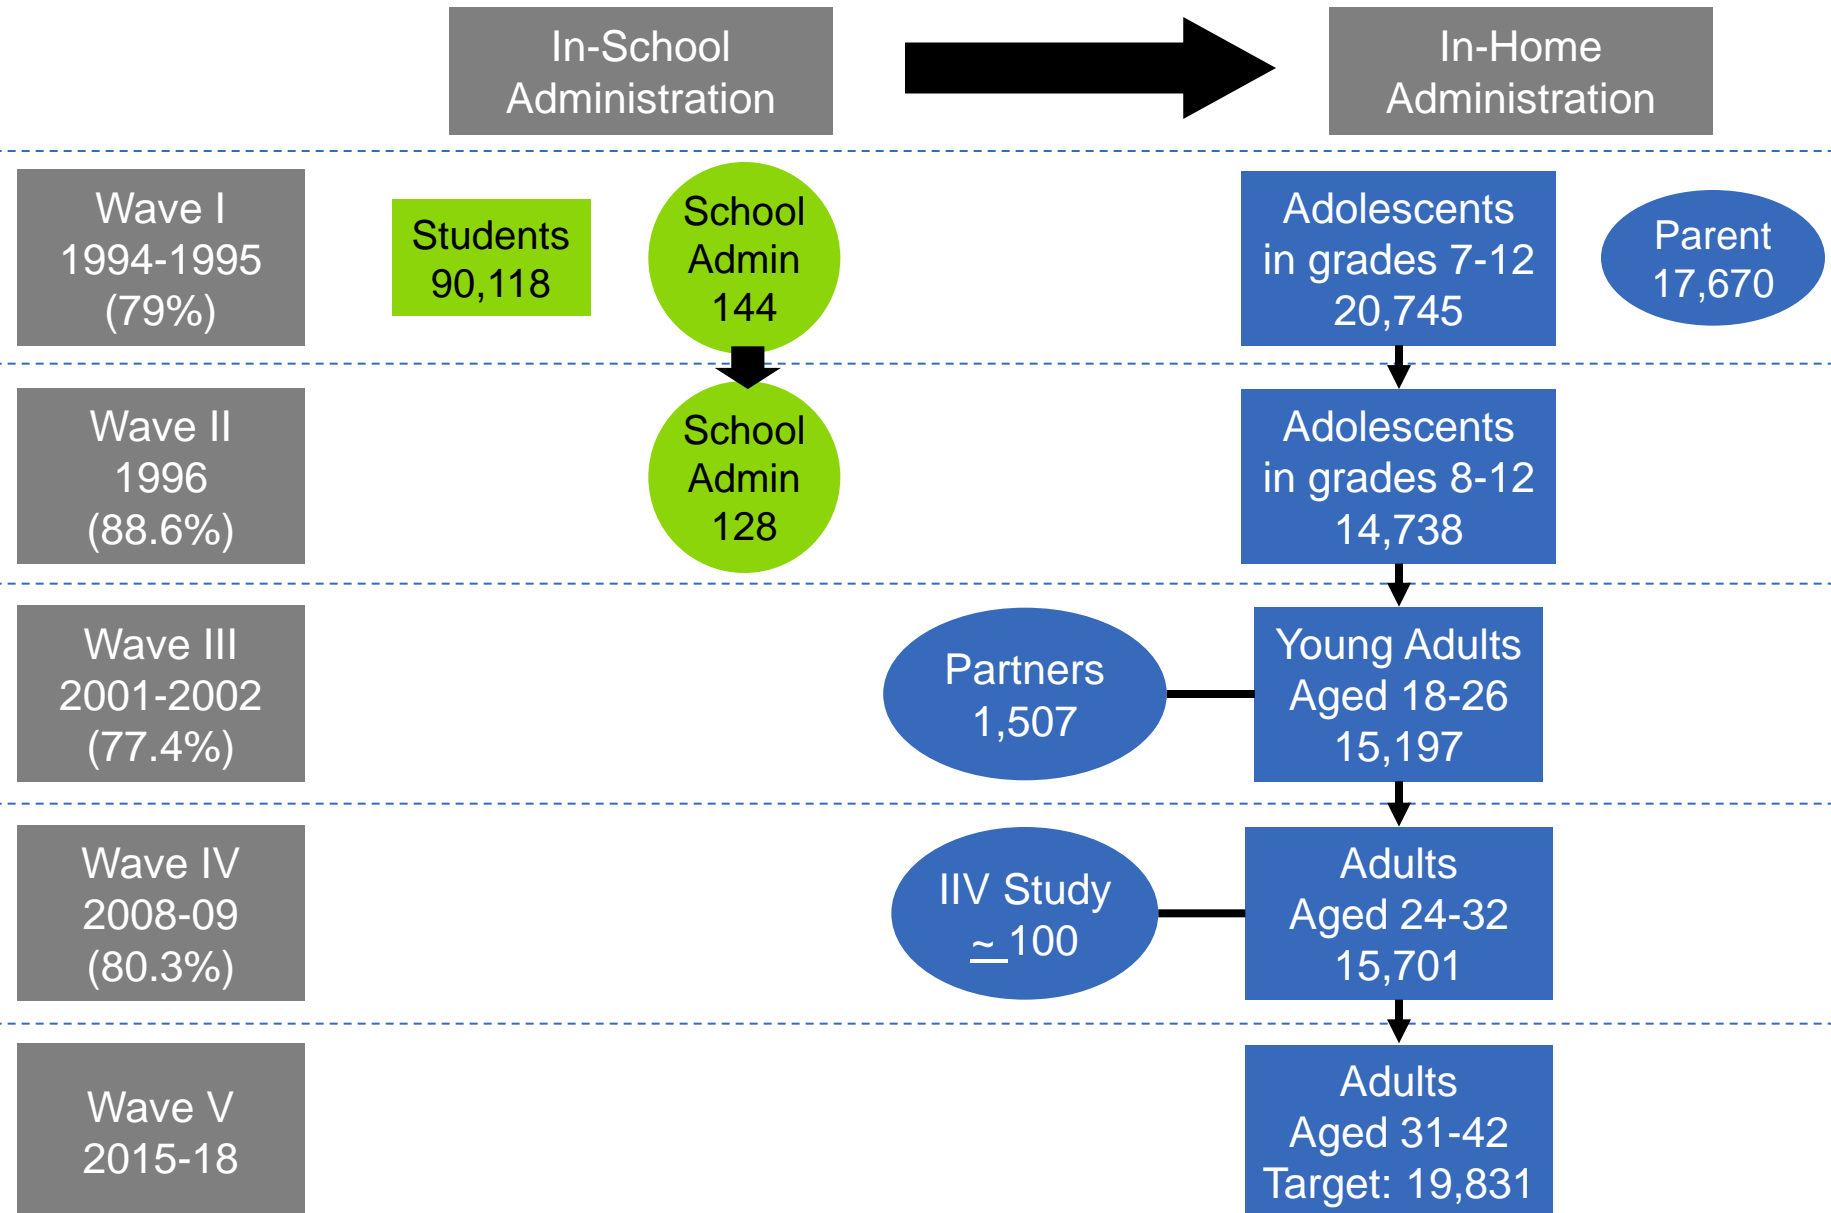 In-School
Administration
In-Home
Administration
Wave I
1994-1995
(79%)
Students
90,118
School
Admin
144
Adolescents
in grades 7-12
20,745
Parent
17,670
Wave II
1996
(88.6%)
School
Admin
128
Adolescents
in grades 8-12
14,738
Wave III
2001-2002
(77.4%)
Partners
1,507
Young Adults
Aged 18-26
15,197
Wave IV
2008-09
(80.3%)
IIV Study
~ 100
Adults
Aged 24-32
15,701
Wave V
2015-18
Adults
Aged 31-42
Target: 19,831